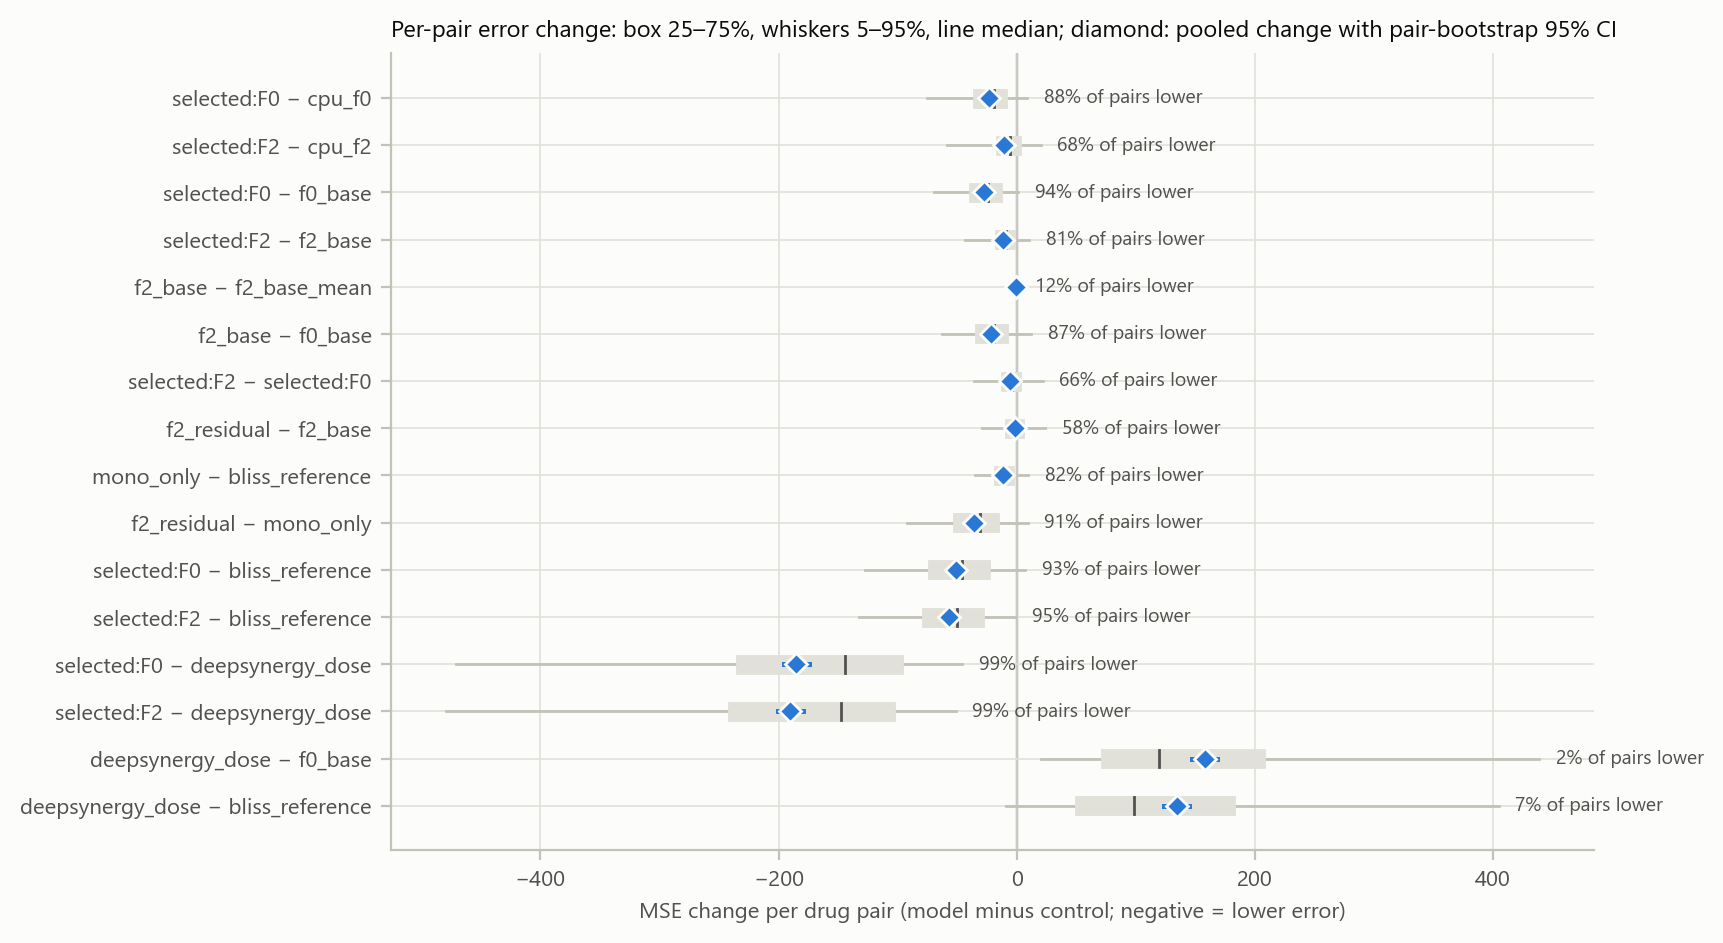 Per-pair error change: box 25–75%, whiskers 5–95%, line median; diamond: pooled change with pair-bootstrap 95% CI
selected:F0 − cpu_f0 88% of pairs lower
selected:F2 − cpu_f2 68% of pairs lower
selected:F0 − f0_base 94% of pairs lower
selected:F2 − f2_base 81% of pairs lower
f2_base − f2_base_mean 12% of pairs lower
f2_base − f0_base 87% of pairs lower
selected:F2 − selected:F0 66% of pairs lower
f2_residual − f2_base 58% of pairs lower
mono_only − bliss_reference 82% of pairs lower
f2_residual − mono_only 91% of pairs lower
selected:F0 − bliss_reference 93% of pairs lower
selected:F2 − bliss_reference 95% of pairs lower
selected:F0 − deepsynergy_dose 99% of pairs lower
selected:F2 − deepsynergy_dose 99% of pairs lower
deepsynergy_dose − f0_base 2% of pairs lower
deepsynergy_dose − bliss_reference 7% of pairs lower
−400 −200 0 200 400
MSE change per drug pair (model minus control; negative = lower error)